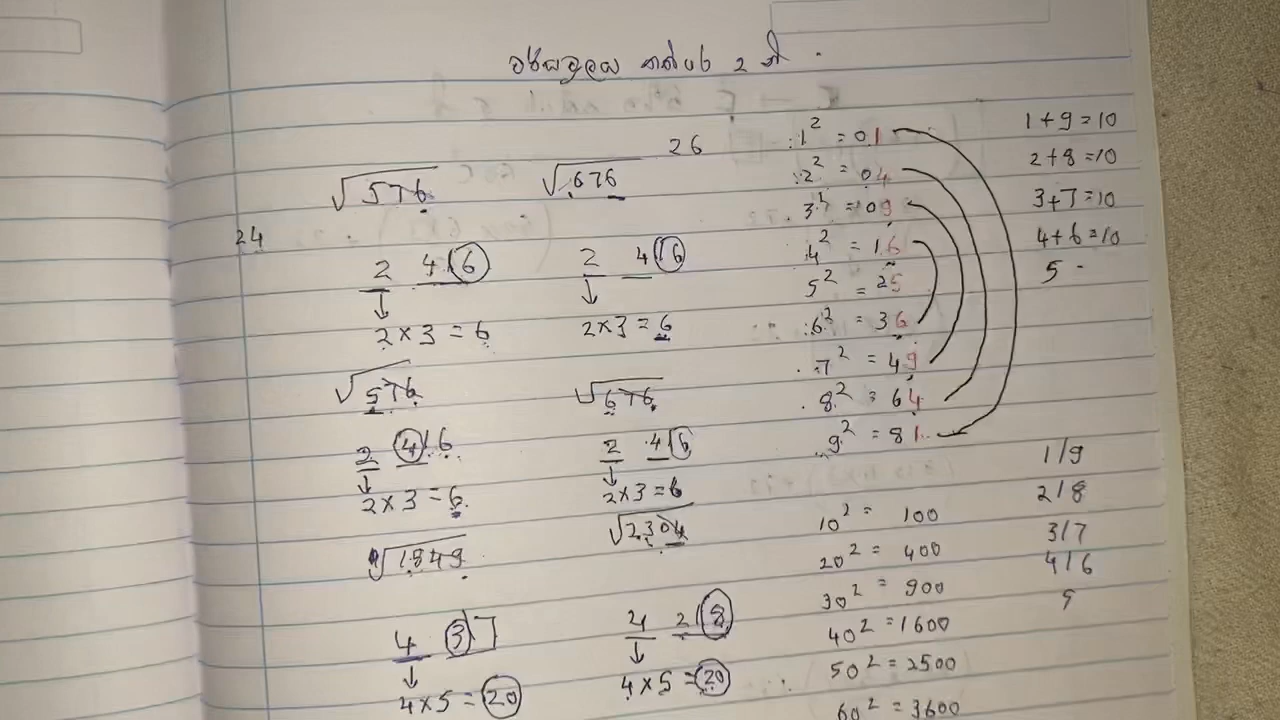 වර්ගමුලය තත්පර 2 න්
26
√576 √676
24
2 4/6 2 4/6
2×3=6 2×3=6
√576 √676
2 4/6 2 4/6
2×3=6 2×3=6
√2304
√1849
4 3/7 4 2/8
4×5=20 4×5=20
1² = 01
2² = 04
3² = 09
4² = 16
5² = 25
6² = 36
7² = 49
8² = 64
9² = 81
10² = 100
20² = 400
30² = 900
40² = 1600
50² = 2500
60² = 3600
1+9=10
2+8=10
3+7=10
4+6=10
5
1/9
2/8
3/7
4/6